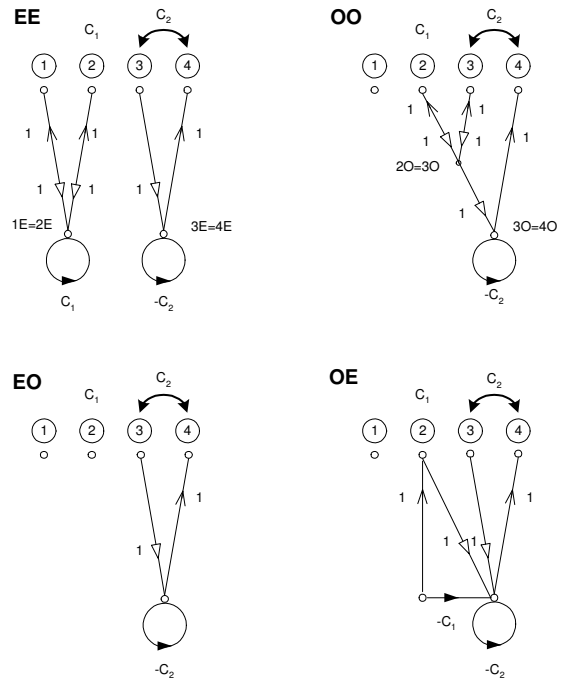 EE
C₁ C₂
1 2 3 4
1 1 1
1 1 1
1E=2E 3E=4E
C₁ -C₂
OO
C₁ C₂
1 2 3 4
1 1 1
1 1
2O=3O
1 3O=4O
-C₂
EO
C₁ C₂
1 2 3 4
1
1
-C₂
OE
C₁ C₂
1 2 3 4
1 1
1 1
-C₁
-C₂